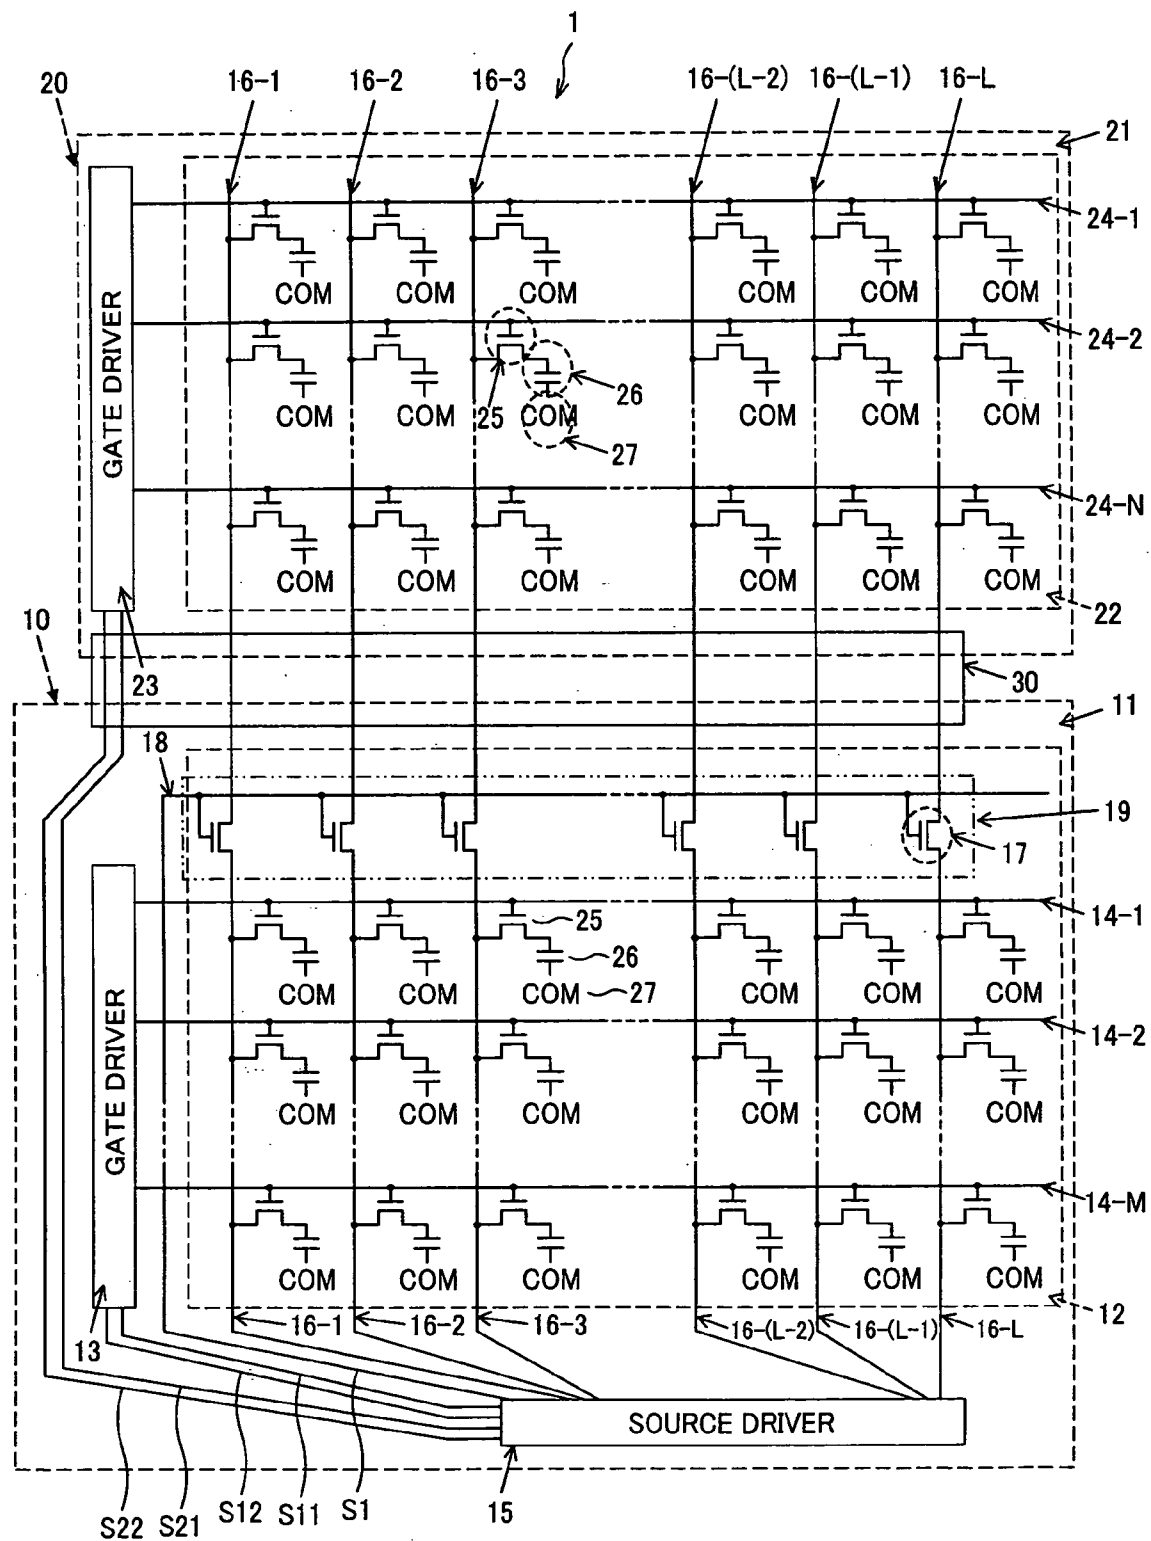 1
16-1 16-2 16-3 16-(L-2) 16-(L-1) 16-L
20
21
24-1
COM COM COM COM COM COM
24-2
GATE DRIVER
25 26
COM COM COM COM COM COM
27
24-N
COM COM COM COM COM COM
22
10
23
30
11
18
19
17
14-1
25
26
COM COM COM 27 COM COM COM
14-2
GATE DRIVER
COM COM COM COM COM COM
14-M
COM COM COM COM COM COM
12
13
16-1 16-2 16-3 16-(L-2) 16-(L-1) 16-L
SOURCE DRIVER
S22 S21 S12 S11 S1 15